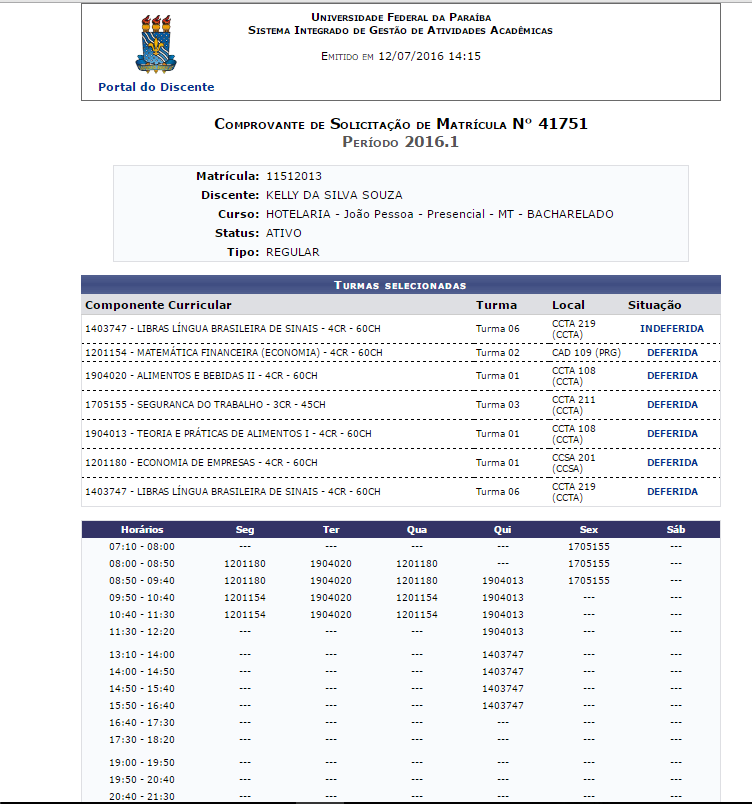 Universidade Federal da Paraíba
Sistema Integrado de Gestão de Atividades Acadêmicas
Emitido em 12/07/2016 14:15
Portal do Discente
Comprovante de Solicitação de Matrícula N° 41751
Período 2016.1
Matrícula: 11512013
Discente: KELLY DA SILVA SOUZA
Curso: HOTELARIA - João Pessoa - Presencial - MT - BACHARELADO
Status: ATIVO
Tipo: REGULAR
Turmas selecionadas
Componente Curricular Turma Local Situação
1403747 - LIBRAS LÍNGUA BRASILEIRA DE SINAIS - 4CR - 60CH Turma 06 CCTA 219 (CCTA) INDEFERIDA
1201154 - MATEMÁTICA FINANCEIRA (ECONOMIA) - 4CR - 60CH Turma 02 CAD 109 (PRG) DEFERIDA
1904020 - ALIMENTOS E BEBIDAS II - 4CR - 60CH Turma 01 CCTA 108 (CCTA) DEFERIDA
1705155 - SEGURANCA DO TRABALHO - 3CR - 45CH Turma 03 CCTA 211 (CCTA) DEFERIDA
1904013 - TEORIA E PRÁTICAS DE ALIMENTOS I - 4CR - 60CH Turma 01 CCTA 108 (CCTA) DEFERIDA
1201180 - ECONOMIA DE EMPRESAS - 4CR - 60CH Turma 01 CCSA 201 (CCSA) DEFERIDA
1403747 - LIBRAS LÍNGUA BRASILEIRA DE SINAIS - 4CR - 60CH Turma 06 CCTA 219 (CCTA) DEFERIDA
Horários Seg Ter Qua Qui Sex Sáb
07:10 - 08:00 --- --- --- --- 1705155 ---
08:00 - 08:50 1201180 1904020 1201180 --- 1705155 ---
08:50 - 09:40 1201180 1904020 1201180 1904013 1705155 ---
09:50 - 10:40 1201154 1904020 1201154 1904013 --- ---
10:40 - 11:30 1201154 1904020 1201154 1904013 --- ---
11:30 - 12:20 --- --- --- 1904013 --- ---
13:10 - 14:00 --- --- --- 1403747 --- ---
14:00 - 14:50 --- --- --- 1403747 --- ---
14:50 - 15:40 --- --- --- 1403747 --- ---
15:50 - 16:40 --- --- --- 1403747 --- ---
16:40 - 17:30 --- --- --- --- --- ---
17:30 - 18:20 --- --- --- --- --- ---
19:00 - 19:50 --- --- --- --- --- ---
19:50 - 20:40 --- --- --- --- --- ---
20:40 - 21:30 --- --- --- --- --- ---